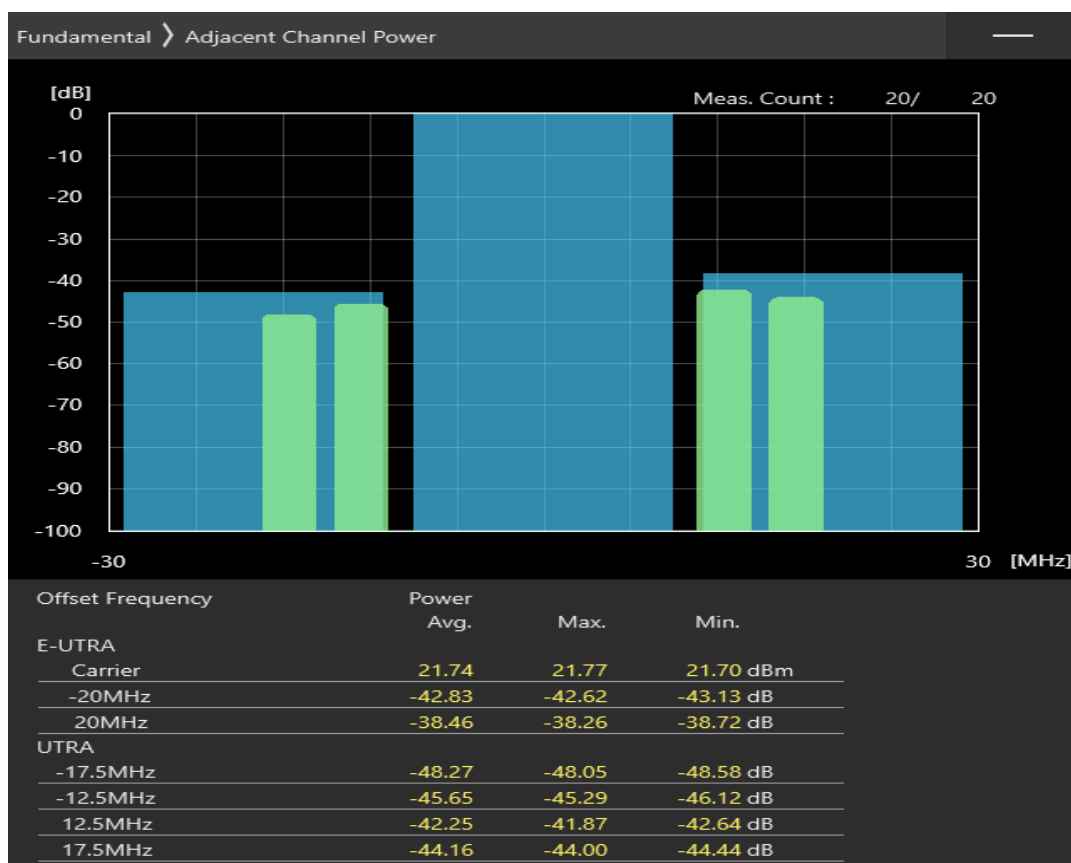 Fundamental 〉 Adjacent Channel Power
[dB]
Meas. Count : 20/ 20
0
-10
-20
-30
-40
-50
-60
-70
-80
-90
-100
-30 30 [MHz]
Offset Frequency Power
Avg. Max. Min.
E-UTRA
Carrier 21.74 21.77 21.70 dBm
-20MHz -42.83 -42.62 -43.13 dB
20MHz -38.46 -38.26 -38.72 dB
UTRA
-17.5MHz -48.27 -48.05 -48.58 dB
-12.5MHz -45.65 -45.29 -46.12 dB
12.5MHz -42.25 -41.87 -42.64 dB
17.5MHz -44.16 -44.00 -44.44 dB